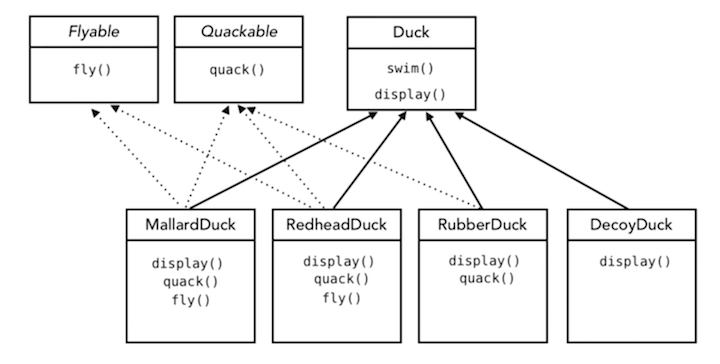 Flyable
fly()
Quackable
quack()
Duck
swim()
display()
MallardDuck
display()
quack()
fly()
RedheadDuck
display()
quack()
fly()
RubberDuck
display()
quack()
DecoyDuck
display()